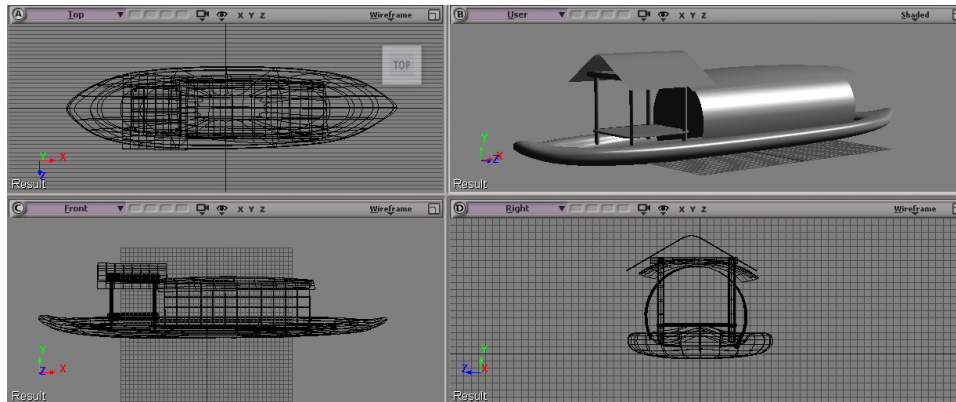 A Top ▼ X Y Z Wireframe
TOP
Y
X
Z
Result
B User ▼ X Y Z Shaded
Y
Z X
Result
C Front ▼ X Y Z Wireframe
Y
Z X
Result
D Right ▼ X Y Z Wireframe
Y
Z X
Result